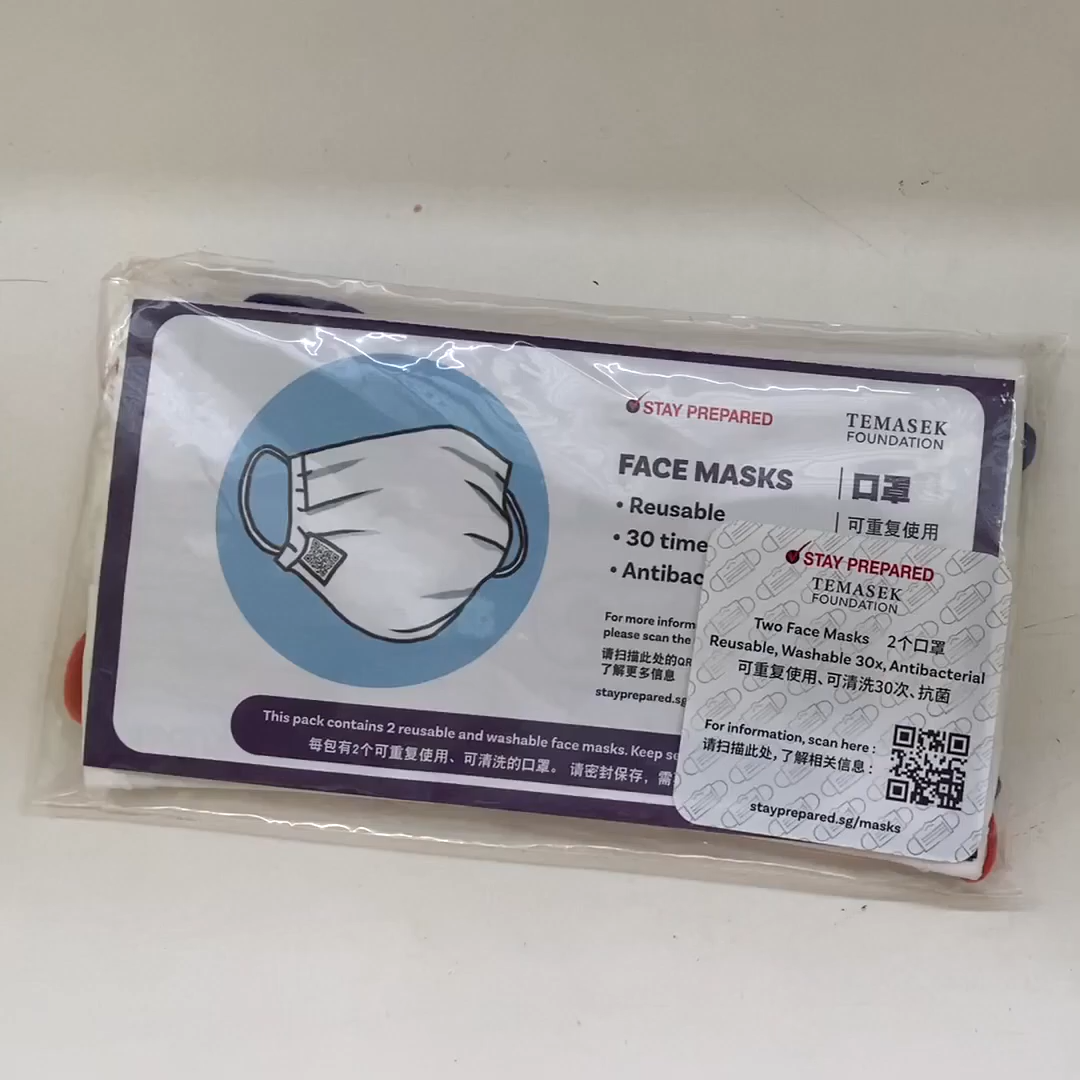 STAY PREPARED
TEMASEK
FOUNDATION
FACE MASKS
口罩
• Reusable
可重复使用
• 30 time
• Antibac
For more inform
please scan the
请扫描此处的QR
了解更多信息
stayprepared.sg
This pack contains 2 reusable and washable face masks. Keep se
每包有2个可重复使用、可清洗的口罩。 请密封保存，需
STAY PREPARED
TEMASEK
FOUNDATION
Two Face Masks 2个口罩
Reusable, Washable 30x, Antibacterial
可重复使用、可清洗30次、抗菌
For information, scan here :
请扫描此处，了解相关信息：
stayprepared.sg/masks